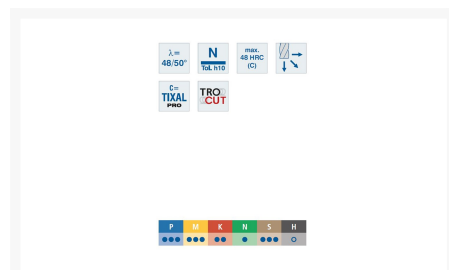 λ=
48/50°
N
Tol. h10
max.
48 HRC
(C)
C=
TIXAL
PRO
TRO
CUT
P M K N S H